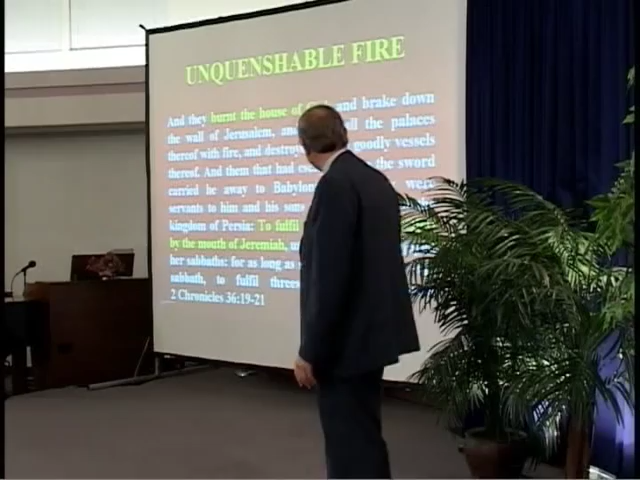 UNQUENSHABLE FIRE
And they burnt the house of and brake down
the wall of Jerusalem, and all the palaces
thereof with fire, and destroy goodly vessels
thereof. And them that had the sword
carried he away to Babylon were
servants to him and his sons
kingdom of Persia: To fulfil
by the mouth of Jeremiah,
her sabbaths: for as long as
sabbath, to fulfil
2 Chronicles 36:19-21